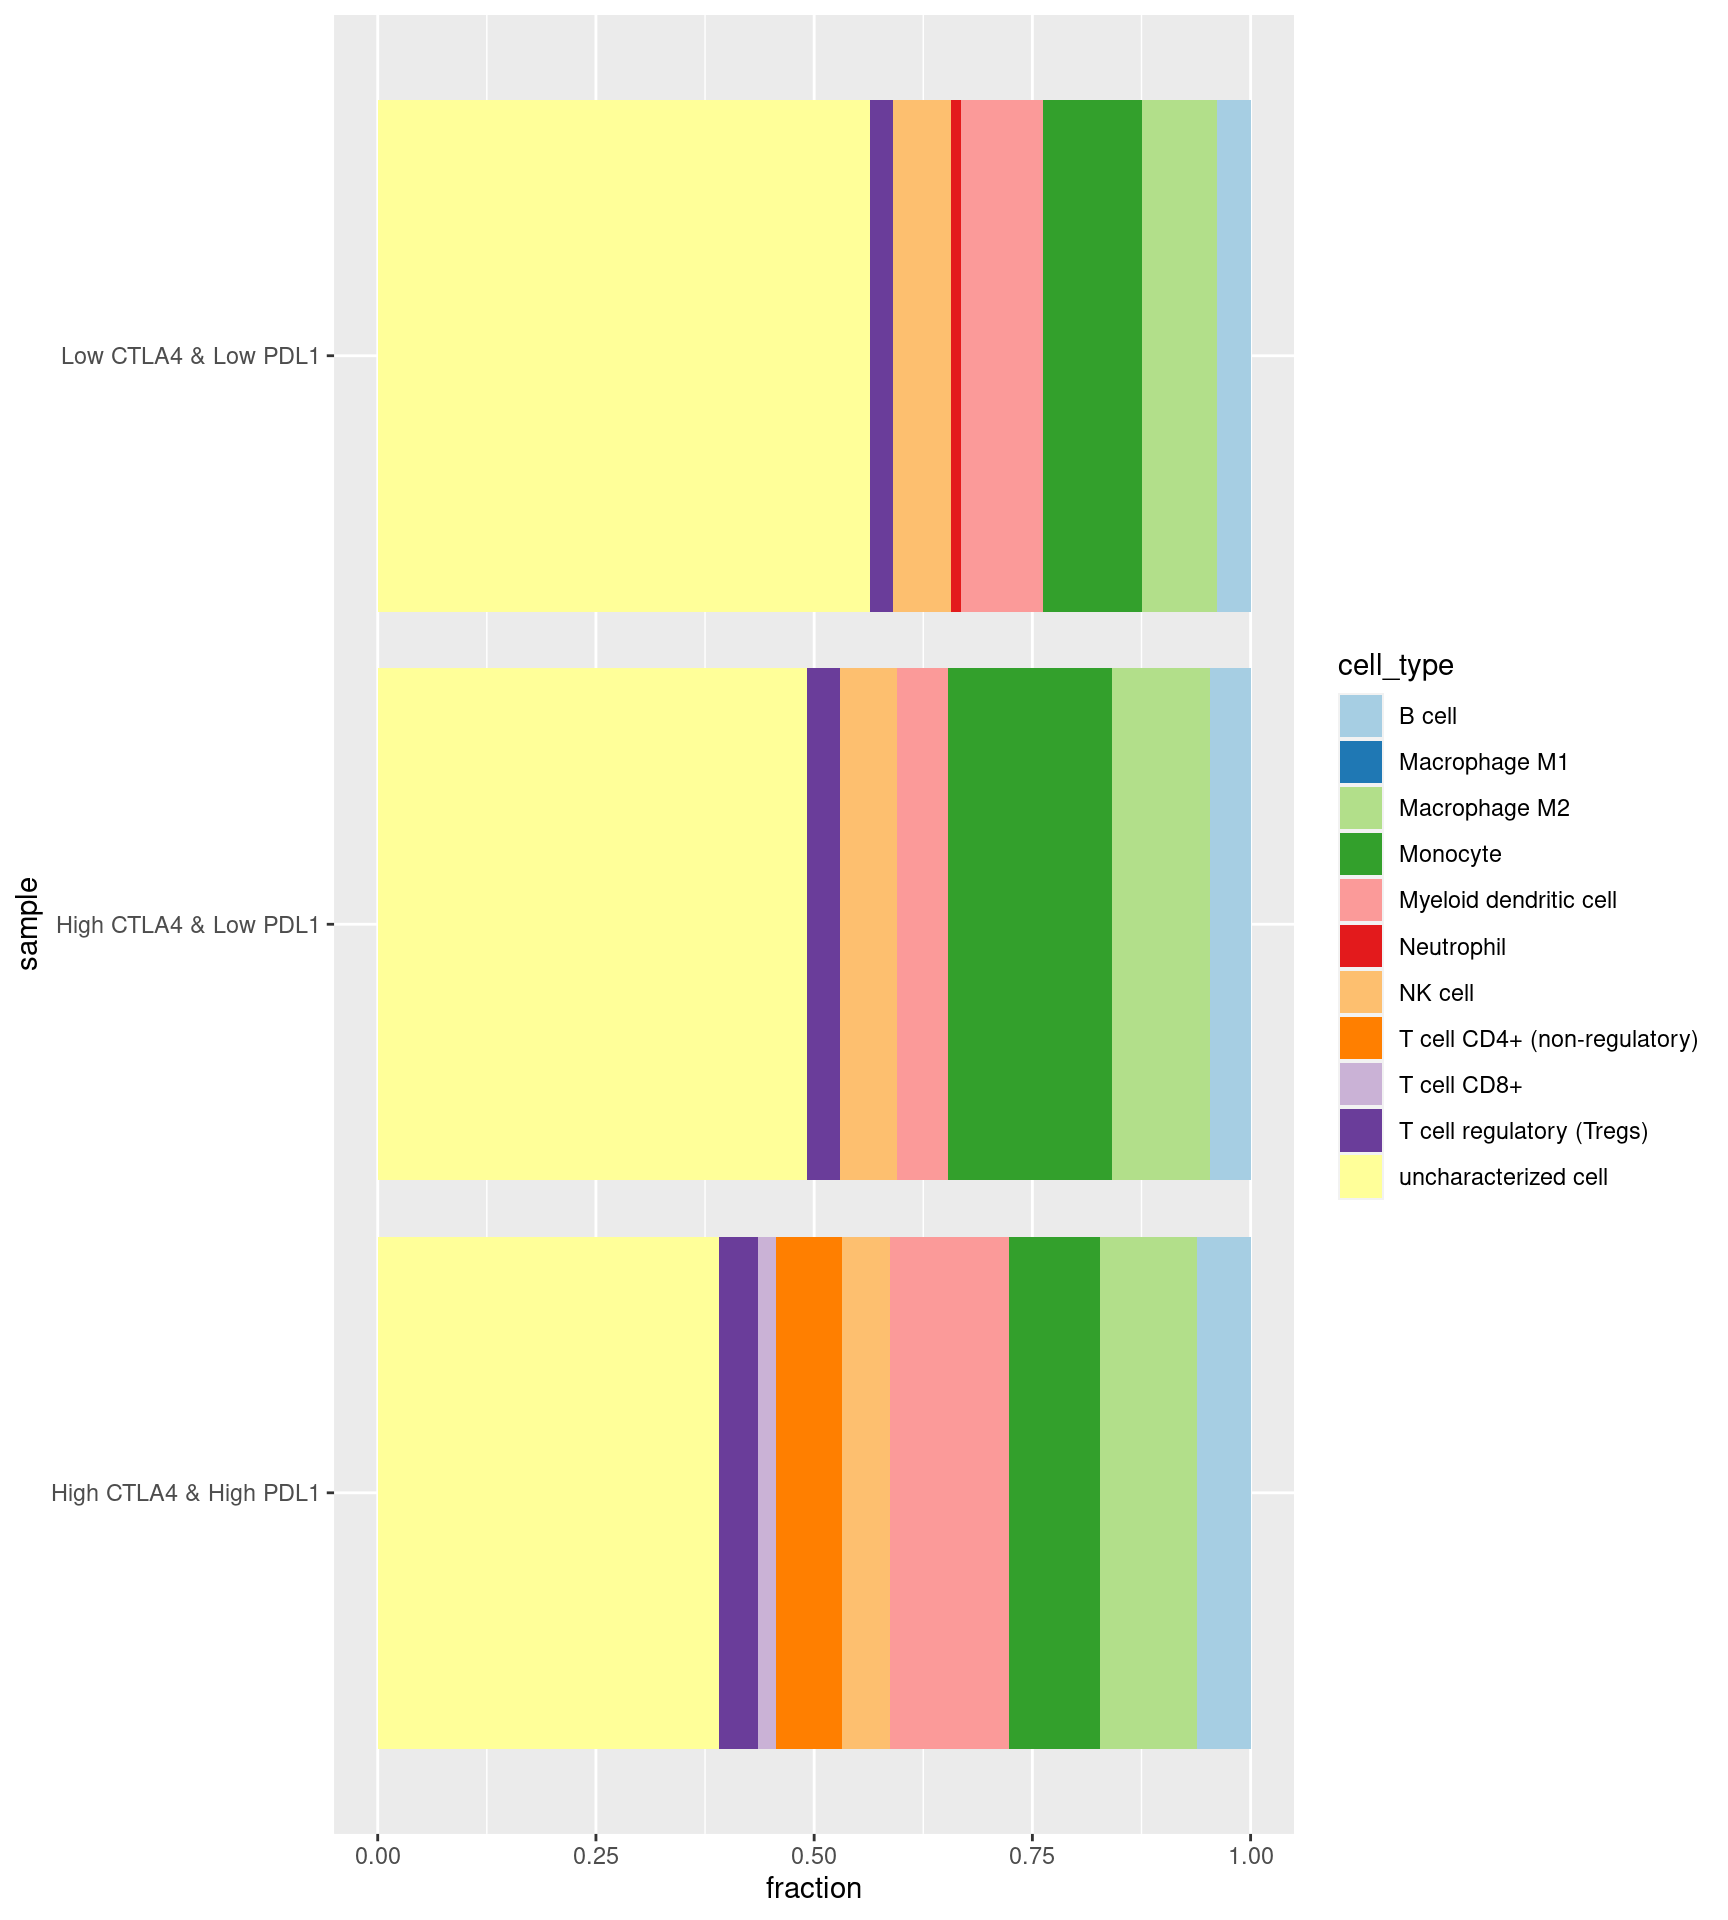 Low CTLA4 & Low PDL1
High CTLA4 & Low PDL1
High CTLA4 & High PDL1
sample
0.00
0.25
0.50
0.75
1.00
fraction
cell_type
B cell
Macrophage M1
Macrophage M2
Monocyte
Myeloid dendritic cell
Neutrophil
NK cell
T cell CD4+ (non-regulatory)
T cell CD8+
T cell regulatory (Tregs)
uncharacterized cell